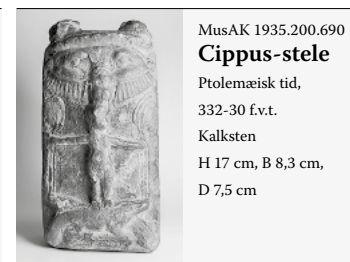 MusAK 1935.200.690
Cippus-stele
Ptolemæisk tid,
332-30 f.v.t.
Kalksten
H 17 cm, B 8,3 cm,
D 7,5 cm